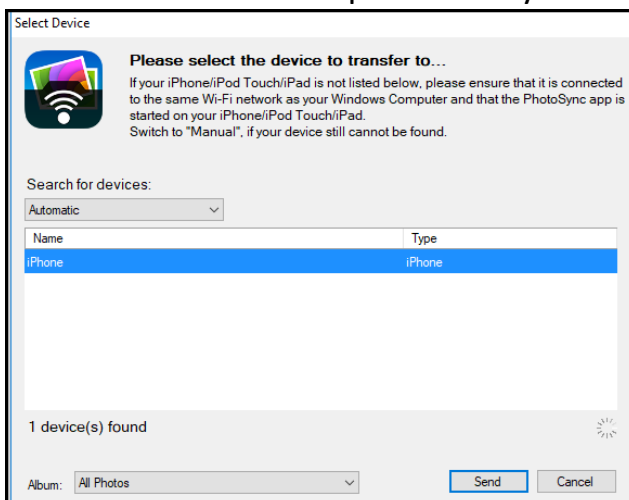 Select Device
Please select the device to transfer to...
If your iPhone/iPod Touch/iPad is not listed below, please ensure that it is connected
to the same Wi-Fi network as your Windows Computer and that the PhotoSync app is
started on your iPhone/iPod Touch/iPad.
Switch to "Manual", if your device still cannot be found.
Search for devices:
Automatic
Name Type
iPhone iPhone
1 device(s) found
Album: All Photos Send Cancel